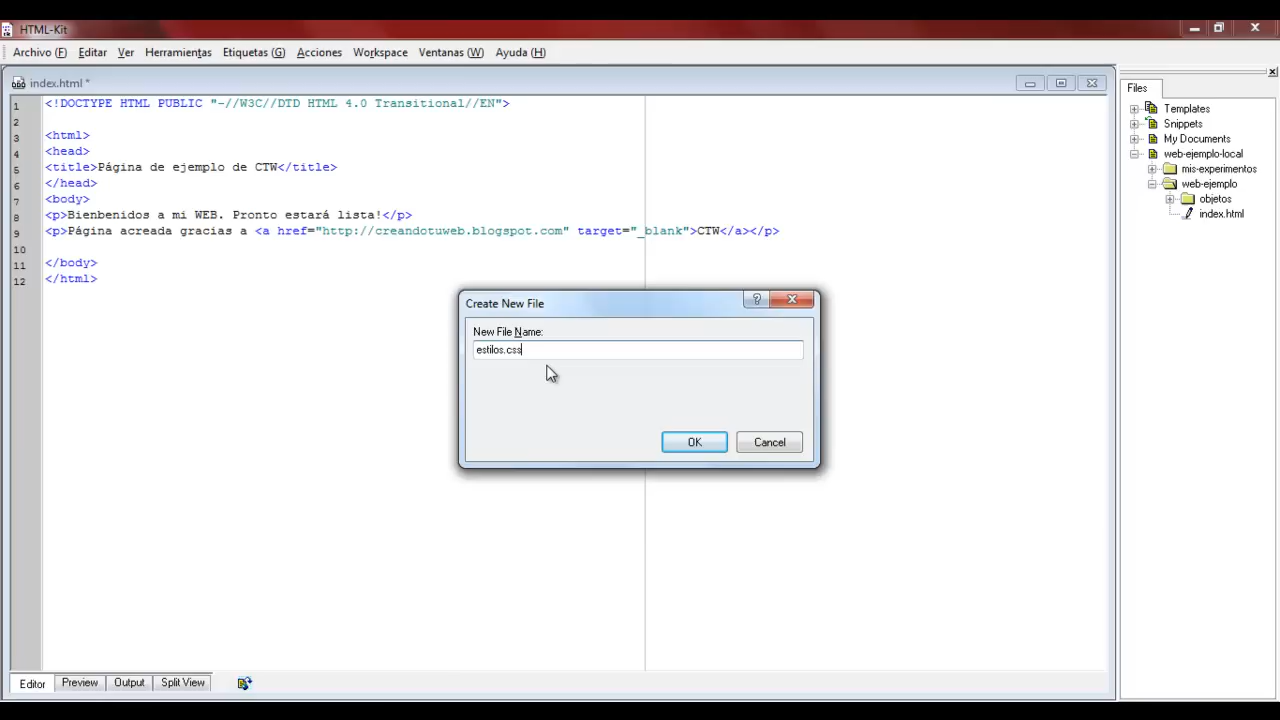 HTML-Kit
Archivo (F) Editar Ver Herramientas Etiquetas (G) Acciones Workspace Ventanas (W) Ayuda (H)
index.html *
1 <!DOCTYPE HTML PUBLIC "-//W3C//DTD HTML 4.0 Transitional//EN">
2
3 <html>
4 <head>
5 <title>Página de ejemplo de CTW</title>
6 </head>
7 <body>
8 <p>Bienbenidos a mi WEB. Pronto estará lista!</p>
9 <p>Página acreada gracias a <a href="http://creandotuweb.blogspot.com" target="_blank">CTW</a></p>
10
11 </body>
12 </html>
Create New File
New File Name:
estilos.css
OK Cancel
Files
Templates
Snippets
My Documents
web-ejemplo-local
mis-experimentos
web-ejemplo
objetos
index.html
Editor Preview Output Split View